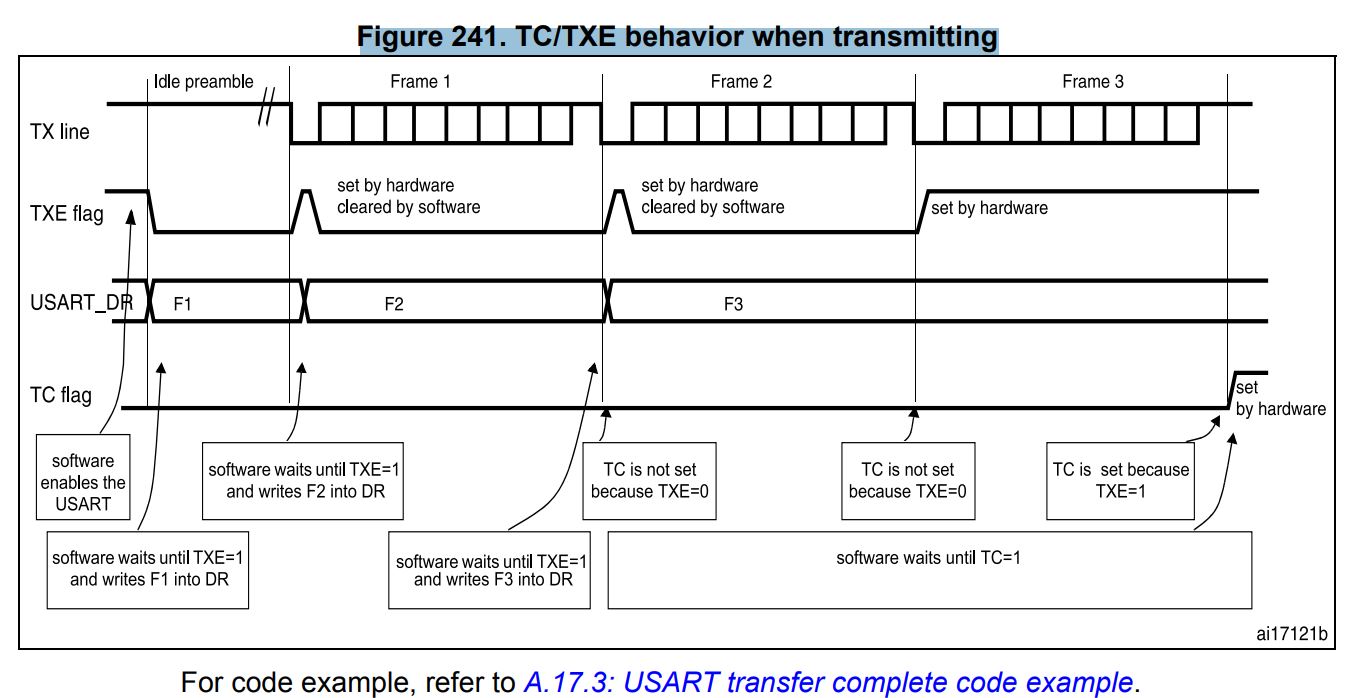 Figure 241. TC/TXE behavior when transmitting
Idle preamble
Frame 1
Frame 2
Frame 3
TX line
TXE flag
set by hardware
cleared by software
set by hardware
cleared by software
set by hardware
USART_DR
F1
F2
F3
TC flag
set
by hardware
software
enables the
USART
software waits until TXE=1
and writes F2 into DR
TC is not set
because TXE=0
TC is not set
because TXE=0
TC is set because
TXE=1
software waits until TXE=1
and writes F1 into DR
software waits until TXE=1
and writes F3 into DR
software waits until TC=1
ai17121b
For code example, refer to A.17.3: USART transfer complete code example.